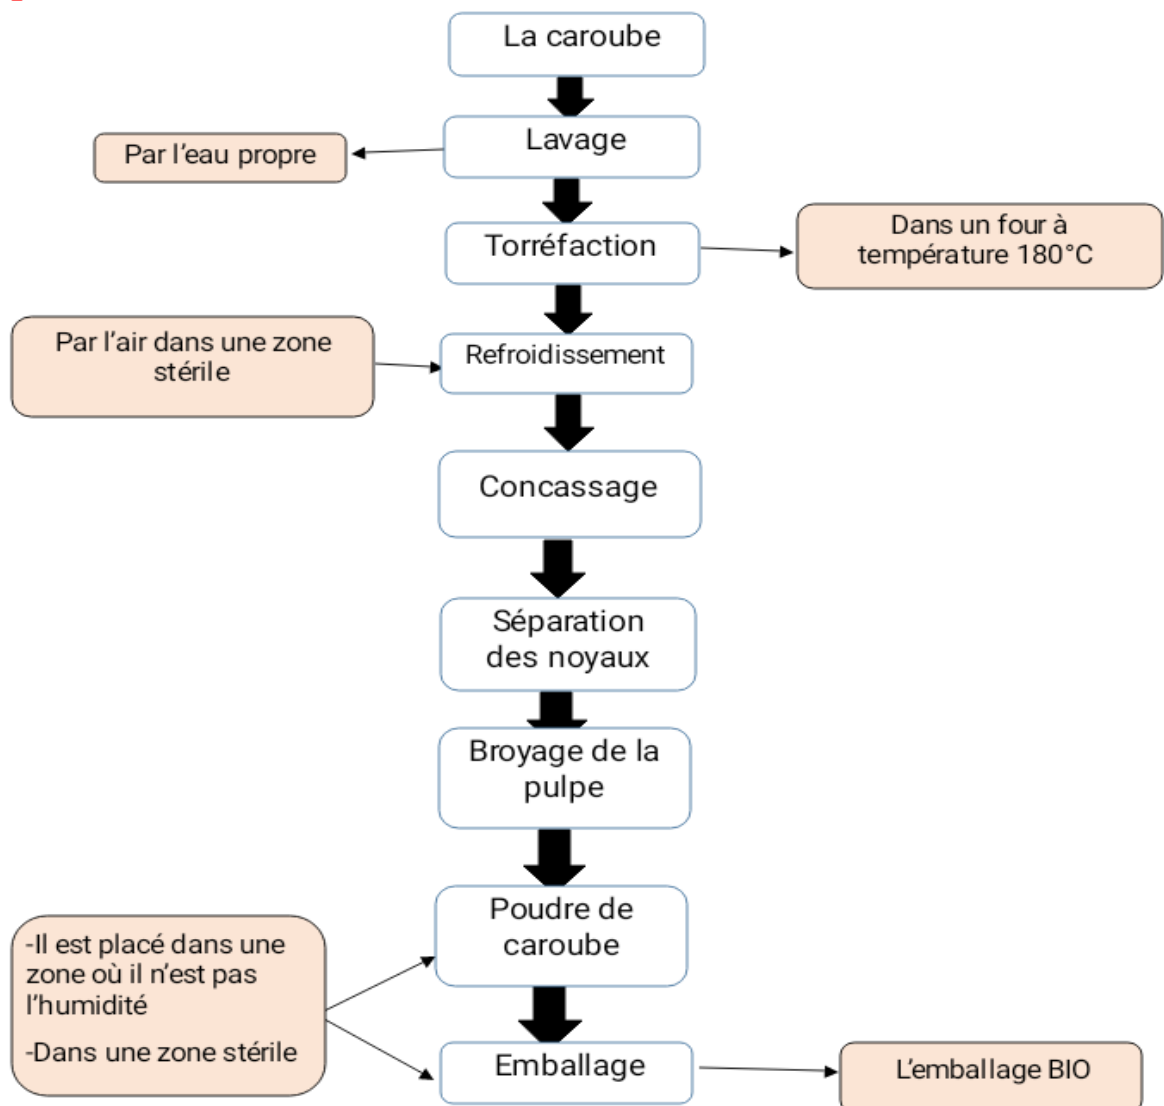 La caroube
Lavage
Par l'eau propre
Torréfaction
Dans un four à
température 180°C
Par l'air dans une zone
stérile
Refroidissement
Concassage
Séparation
des noyaux
Broyage de la
pulpe
Poudre de
caroube
-Il est placé dans une
zone où il n'est pas
l'humidité
-Dans une zone stérile
Emballage
L'emballage BIO